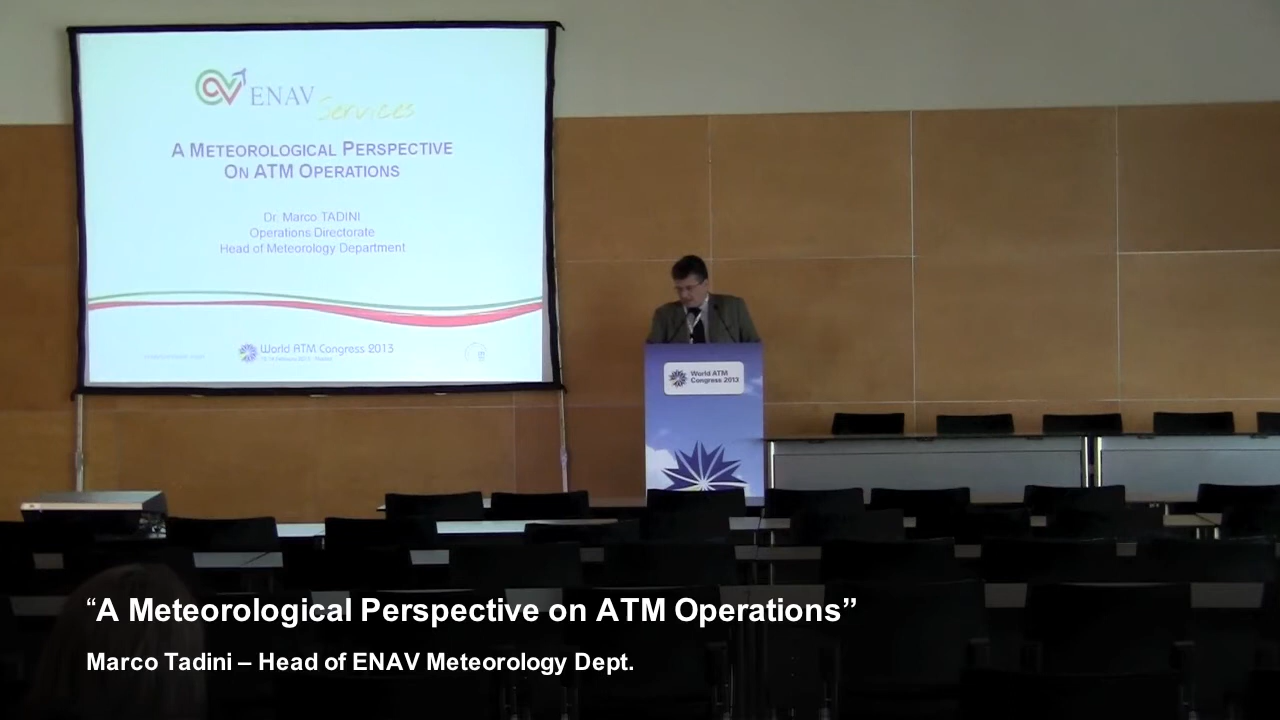 ENAV
Services
A METEOROLOGICAL PERSPECTIVE
ON ATM OPERATIONS
Dr. Marco TADINI
Operations Directorate
Head of Meteorology Department
World ATM Congress 2013
World ATM
Congress 2013
“A Meteorological Perspective on ATM Operations”
Marco Tadini – Head of ENAV Meteorology Dept.